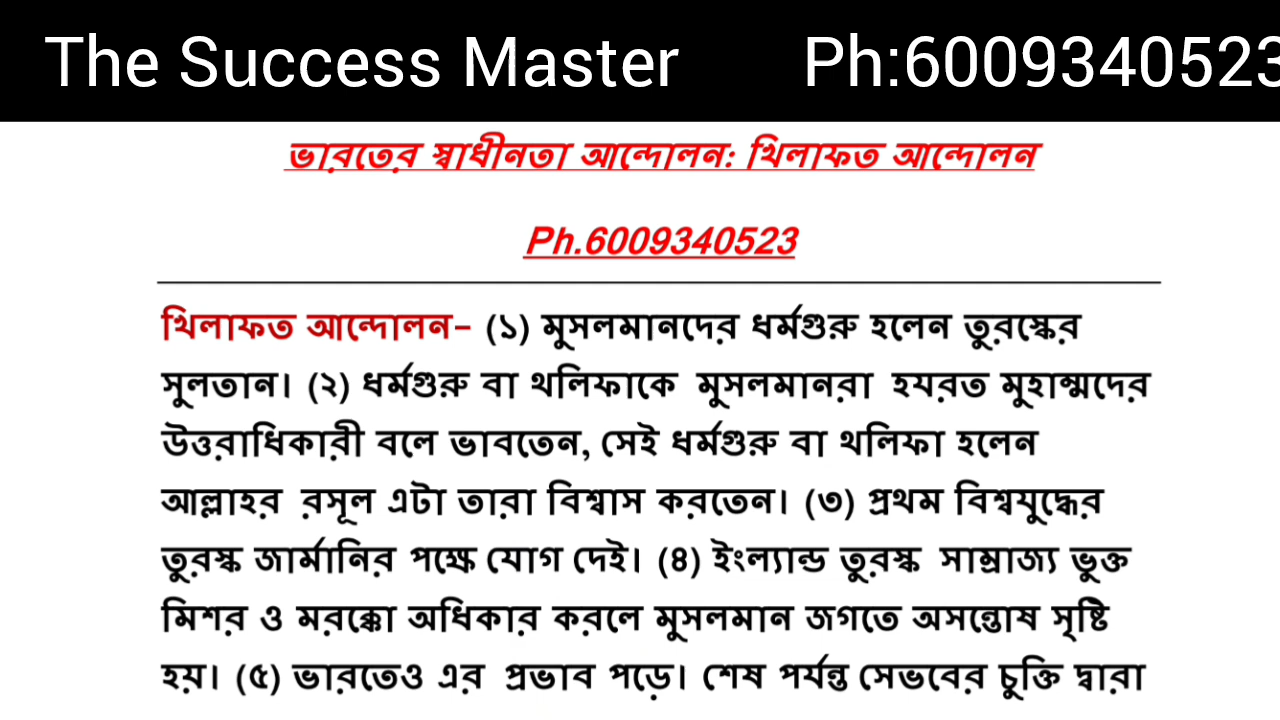 The Success Master Ph:6009340523
ভারতের স্বাধীনতা আন্দোলন: খিলাফত আন্দোলন
Ph.6009340523
খিলাফত আন্দোলন– (১) মুসলমানদের ধর্মগুরু হলেন তুরস্কের
সুলতান। (২) ধর্মগুরু বা থলিফাকে মুসলমানরা হযরত মুহাম্মদের
উত্তরাধিকারী বলে ভাবতেন, সেই ধর্মগুরু বা থলিফা হলেন
আল্লাহর রসূল এটা তারা বিশ্বাস করতেন। (৩) প্রথম বিশ্বযুদ্ধের
তুরস্ক জার্মানির পক্ষে যোগ দেই। (৪) ইংল্যান্ড তুরস্ক সাম্রাজ্য ভুক্ত
মিশর ও মরক্কো অধিকার করলে মুসলমান জগতে অসন্তোষ সৃষ্টি
হয়। (৫) ভারতেও এর প্রভাব পড়ে। শেষ পর্যন্ত সেভবের চুক্তি দ্বারা